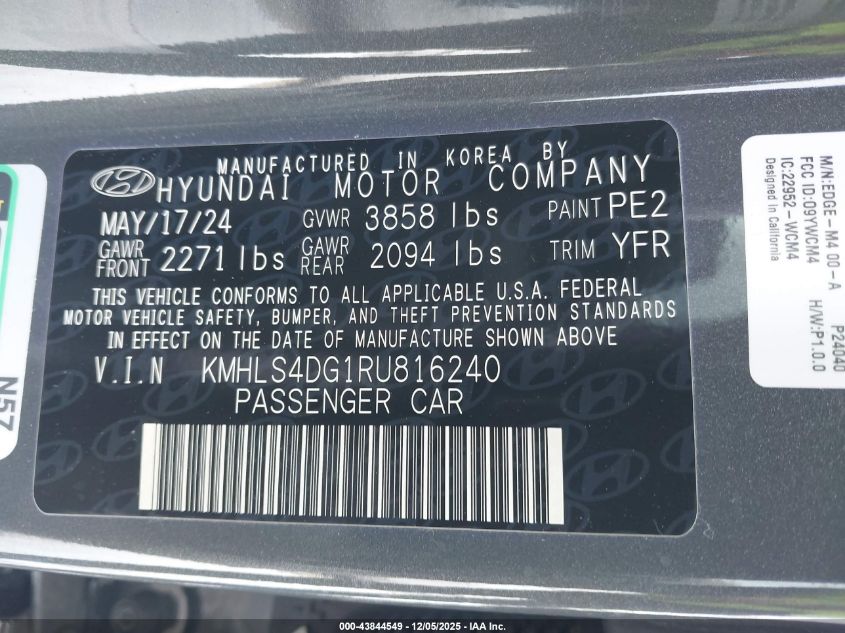 MANUFACTURED IN KOREA BY
HYUNDAI MOTOR COMPANY
MAY/17/24 GVWR 3858 lbs PAINT PE2
GAWR FRONT 2271 lbs GAWR REAR 2094 lbs TRIM YFR
THIS VEHICLE CONFORMS TO ALL APPLICABLE U.S.A. FEDERAL
MOTOR VEHICLE SAFETY, BUMPER, AND THEFT PREVENTION STANDARDS
IN EFFECT ON THE DATE OF MANUFACTURE SHOWN ABOVE
V.I.N KMHLS4DG1RU816240
PASSENGER CAR
M/N:EDGE-N4 00-A
FCC ID:O9YWCM4
IC:22952-WCM4
Designed in California
H/W:P1.0.0
P24040
N57
000-43844549 - 12/05/2025 - IAA Inc.